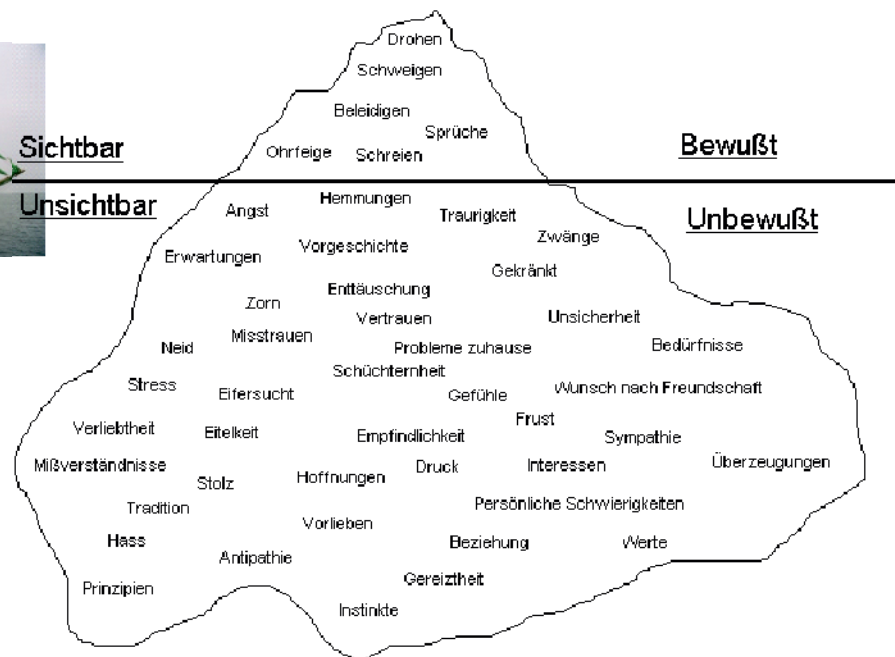 Drohen
Schweigen
Beleidigen
Sprüche
Ohrfeige
Schreien
Sichtbar
Bewußt
Unsichtbar
Unbewußt
Hemmungen
Angst
Traurigkeit
Zwänge
Vorgeschichte
Erwartungen
Gekränkt
Enttäuschung
Zorn
Vertrauen
Unsicherheit
Misstrauen
Neid
Probleme zuhause
Bedürfnisse
Schüchternheit
Stress
Eifersucht
Gefühle
Wunsch nach Freundschaft
Frust
Verliebtheit
Eitelkeit
Empfindlichkeit
Sympathie
Mißverständnisse
Stolz
Hoffnungen
Druck
Interessen
Überzeugungen
Tradition
Persönliche Schwierigkeiten
Vorlieben
Hass
Beziehung
Werte
Antipathie
Gereiztheit
Prinzipien
Instinkte